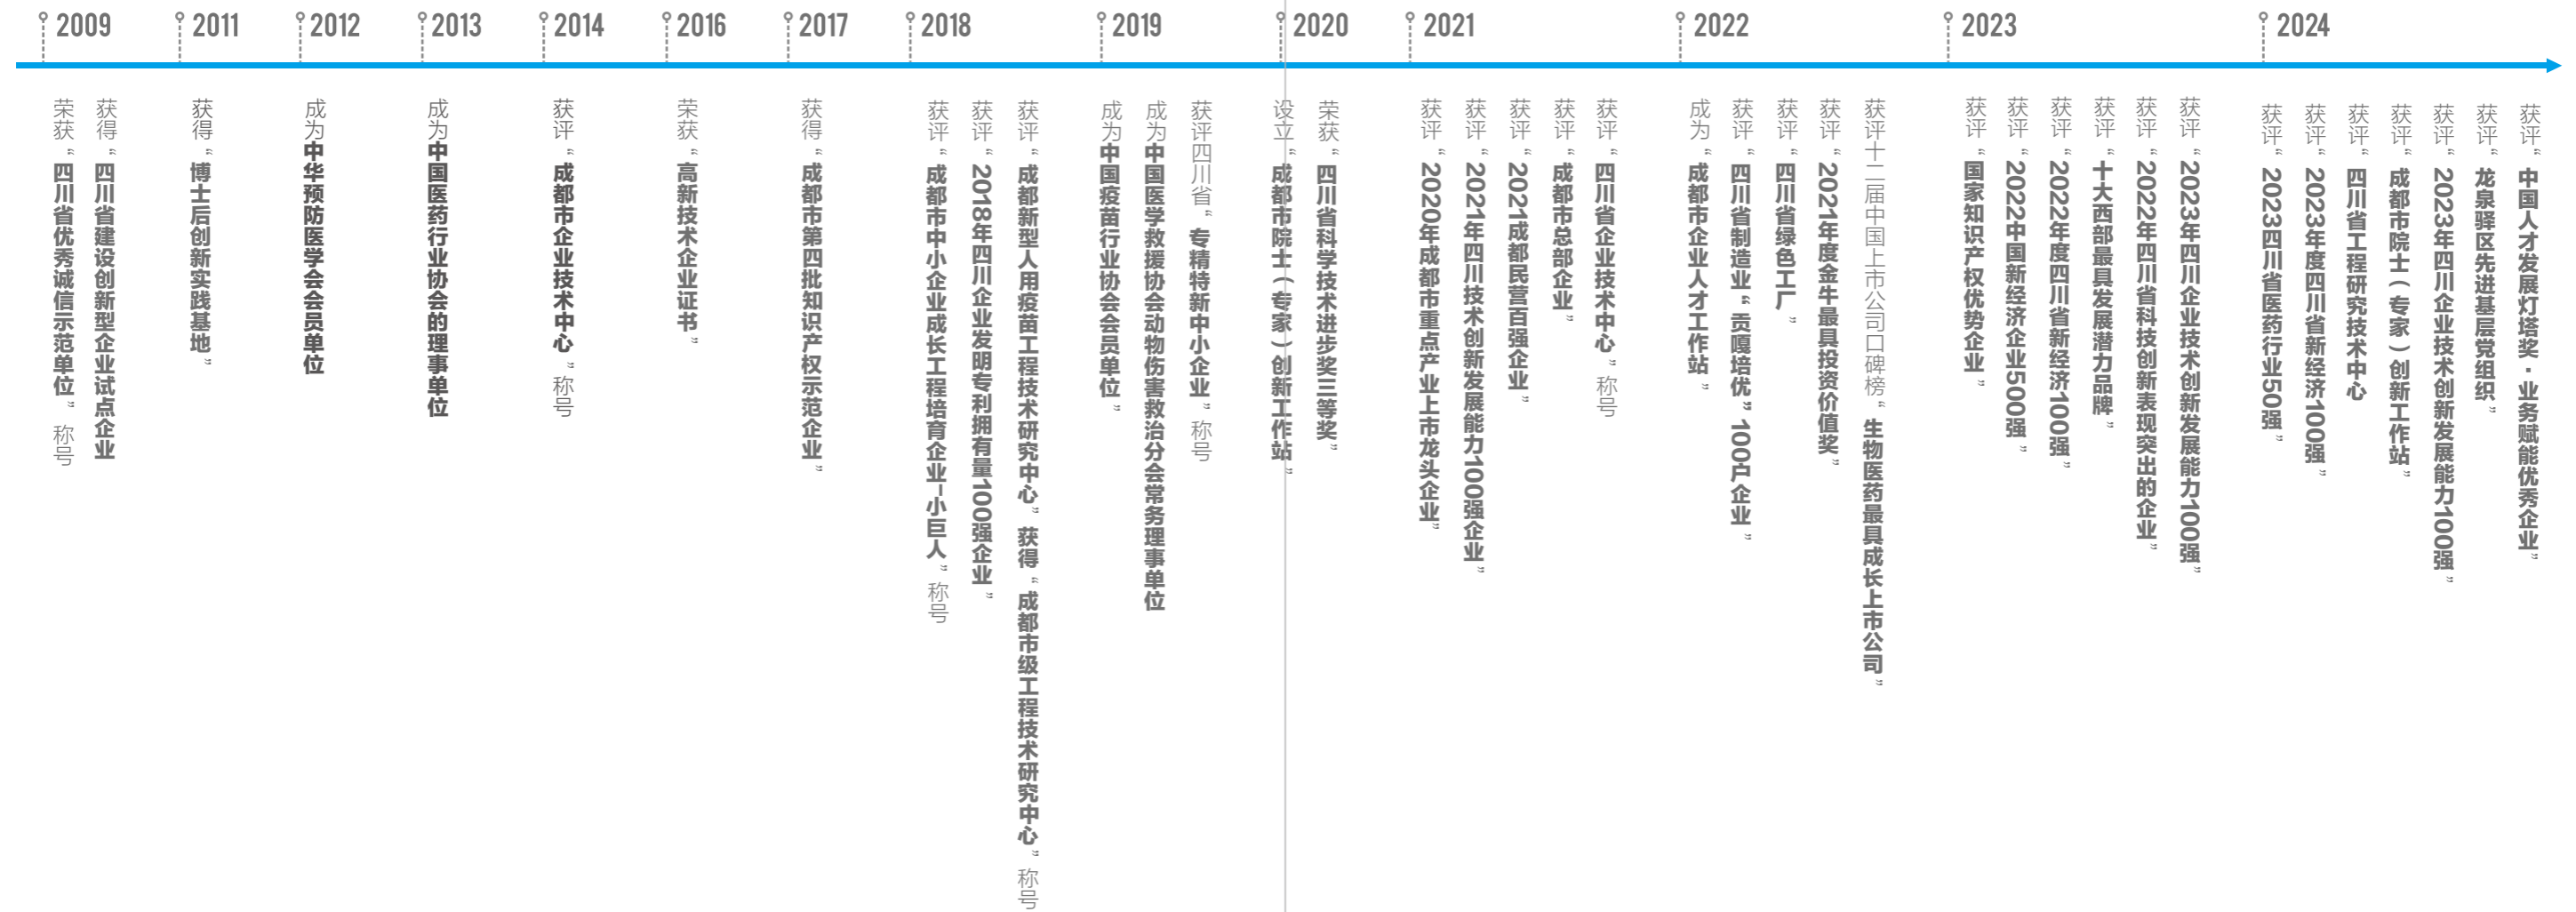 2009
荣获“四川省优秀诚信示范单位”称号
获得“四川省建设创新型企业试点企业
2011
获得“博士后创新实践基地”
2012
成为中华预防医学会会员单位
2013
成为中国医药行业协会的理事单位
2014
获评“成都市企业技术中心”称号
2016
荣获“高新技术企业证书”
2017
获得“成都市第四批知识产权示范企业”
2018
获评“成都市中小企业成长工程培育企业-小巨人”称号
获评“2018年四川企业发明专利拥有量100强企业”
获评“成都新型人用疫苗工程技术研究中心”获得“成都市级工程技术研究中心”称号
2019
成为中国疫苗行业协会会员单位”
成为中国医学救援协会动物伤害救治分会常务理事单位
获评四川省“专精特新中小企业”称号
2020
设立“成都市院士（专家）创新工作站”
荣获“四川省科学技术进步奖三等奖”
2021
获评“2020年成都市重点产业上市龙头企业”
获评“2021年四川技术创新发展能力100强企业”
获评“2021成都民营百强企业”
获评“成都市总部企业”
获评“四川省企业技术中心”称号
2022
成为“成都市企业人才工作站”
获评“四川省制造业“贡嘎培优”100户企业”
获评“四川省绿色工厂”
获评“2021年度金牛最具投资价值奖”
获评十二届中国上市公司口碑榜“生物医药最具成长上市公司”
2023
获评“国家知识产权优势企业”
获评“2022中国新经济企业500强”
获评“2022年度四川省新经济100强”
获评“十大西部最具发展潜力品牌”
获评“2022年四川省科技创新表现突出的企业”
获评“2023年四川企业技术创新发展能力100强”
2024
获评“2023四川省医药行业50强”
获评“2023年度四川省新经济100强”
获评“四川省工程研究技术中心
获评“成都市院士（专家）创新工作站”
获评“2023年四川企业技术创新发展能力100强”
获评“龙泉驿区先进基层党组织”
获评“中国人才发展灯塔奖·业务赋能优秀企业”